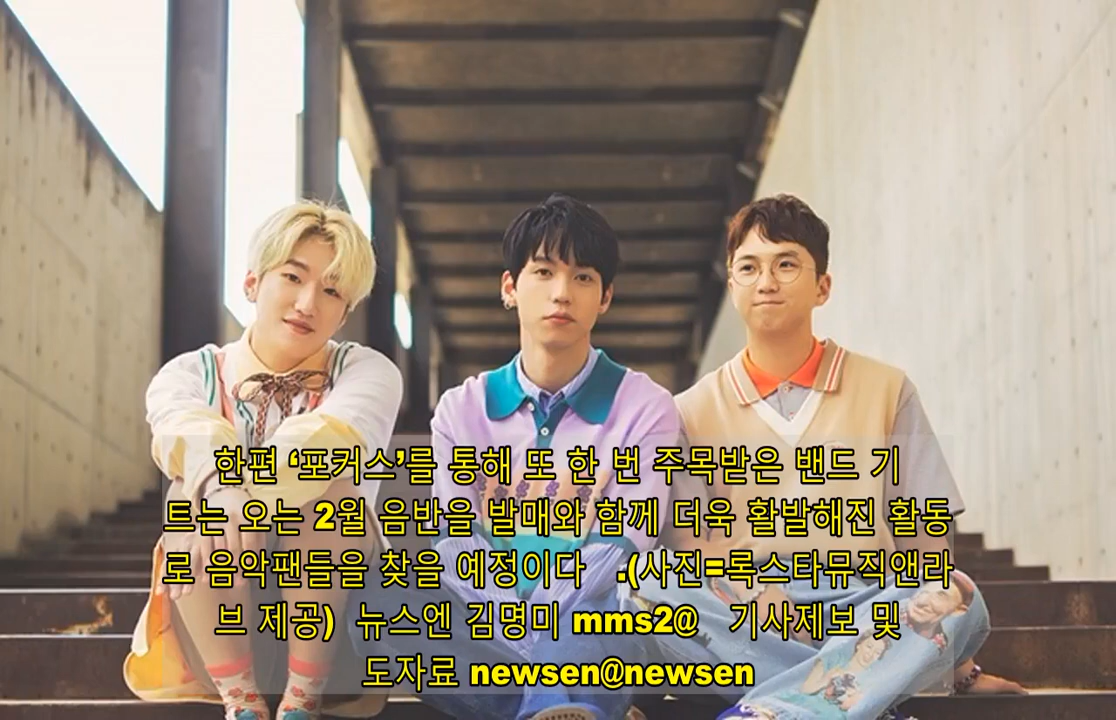 한편 ‘포커스’를 통해 또 한 번 주목받은 밴드 기
트는 오는 2월 음반을 발매와 함께 더욱 활발해진 활동
로 음악팬들을 찾을 예정이다 .(사진=록스타뮤직앤라
브 제공) 뉴스엔 김명미 mms2@ 기사제보 및
도자료 newsen@newsen